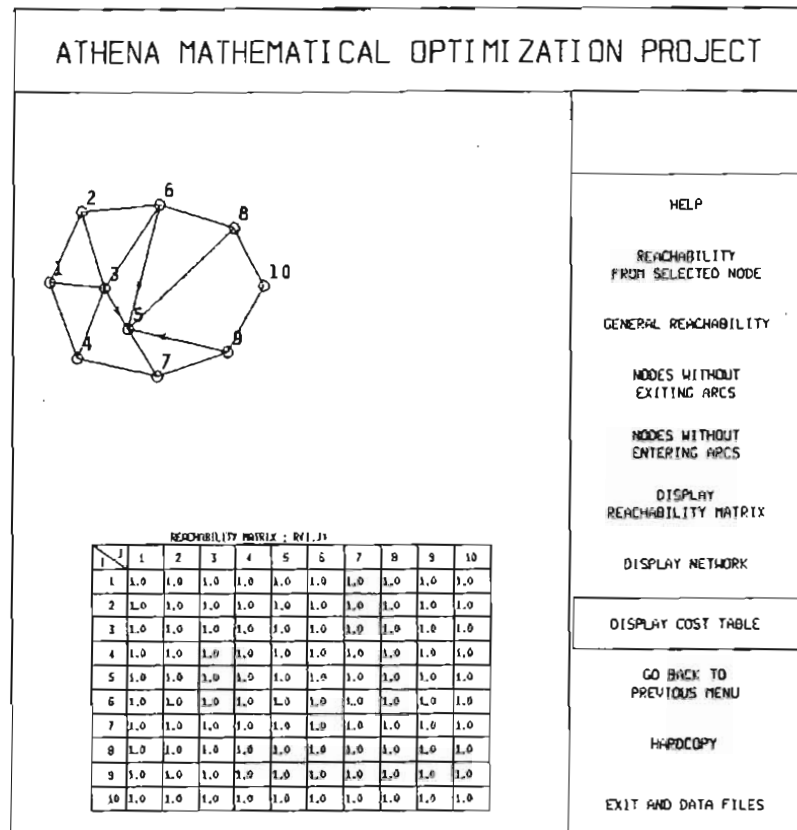 ATHENA MATHEMATICAL OPTIMIZATION PROJECT
2
6
8
1
3
10
5
4
7
9
HELP
REACHABILITY
FROM SELECTED NODE
GENERAL REACHABILITY
NODES WITHOUT
EXITING ARCS
NODES WITHOUT
ENTERING ARCS
DISPLAY
REACHABILITY MATRIX
DISPLAY NETWORK
DISPLAY COST TABLE
GO BACK TO
PREVIOUS MENU
HARDCOPY
EXIT AND DATA FILES
REACHABILITY MATRIX : R(I,J)
I J 1 2 3 4 5 6 7 8 9 10
1 1.0 1.0 1.0 1.0 1.0 1.0 1.0 1.0 1.0 1.0
2 1.0 1.0 1.0 1.0 1.0 1.0 1.0 1.0 1.0 1.0
3 1.0 1.0 1.0 1.0 1.0 1.0 1.0 1.0 1.0 1.0
4 1.0 1.0 1.0 1.0 1.0 1.0 1.0 1.0 1.0 1.0
5 1.0 1.0 1.0 1.0 1.0 1.0 1.0 1.0 1.0 1.0
6 1.0 1.0 1.0 1.0 1.0 1.0 1.0 1.0 1.0 1.0
7 1.0 1.0 1.0 1.0 1.0 1.0 1.0 1.0 1.0 1.0
8 1.0 1.0 1.0 1.0 1.0 1.0 1.0 1.0 1.0 1.0
9 1.0 1.0 1.0 1.0 1.0 1.0 1.0 1.0 1.0 1.0
10 1.0 1.0 1.0 1.0 1.0 1.0 1.0 1.0 1.0 1.0